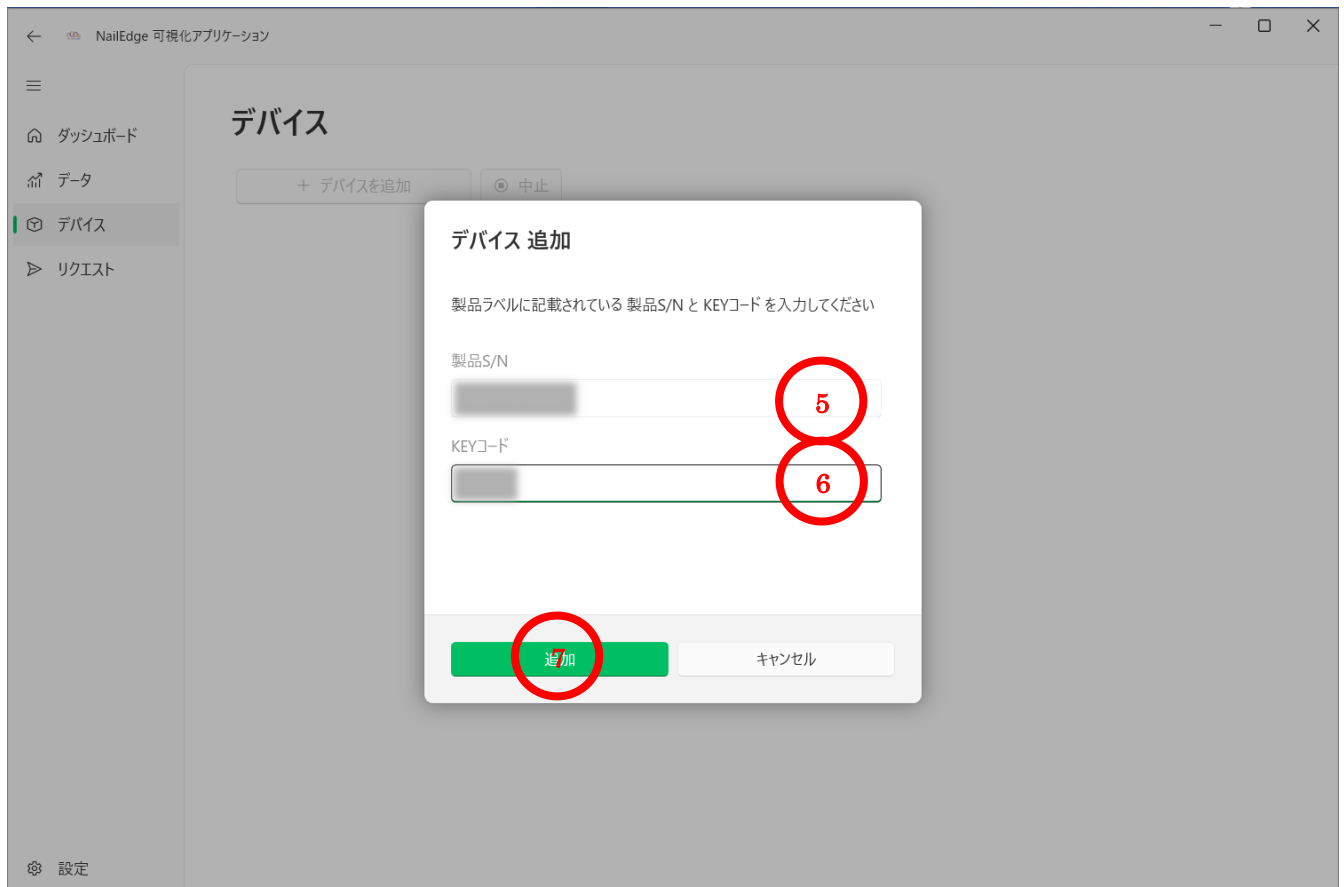 NailEdge 可視化アプリケーション
ダッシュボード
データ
デバイス
リクエスト
設定
デバイス
+ デバイスを追加
中止
デバイス 追加
製品ラベルに記載されている 製品S/N と KEYコード を入力してください
製品S/N
5
KEYコード
6
追加
7
キャンセル